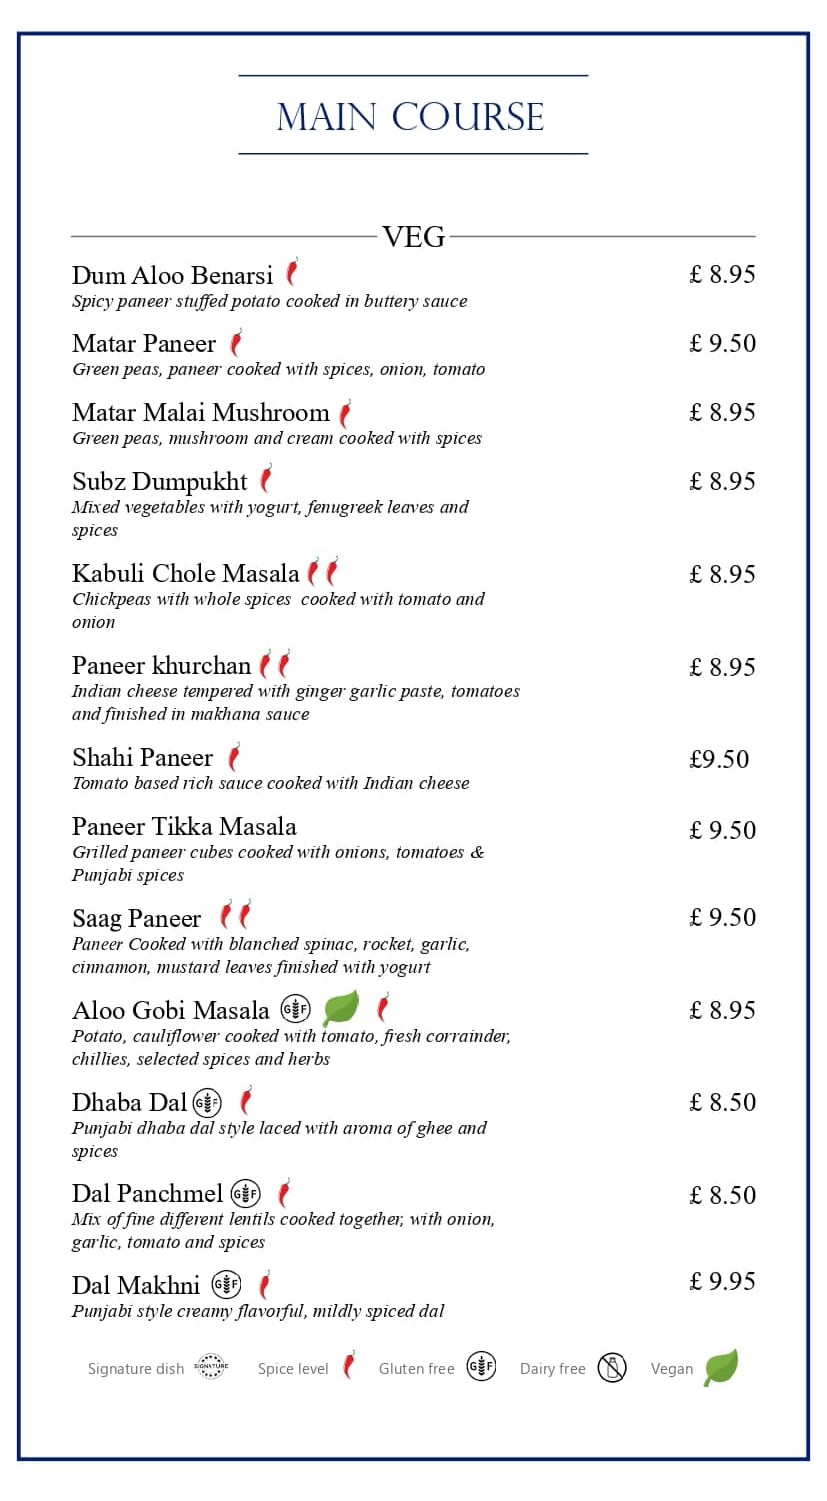 MAIN COURSE
VEG
Dum Aloo Benarsi £ 8.95
Spicy paneer stuffed potato cooked in buttery sauce
Matar Paneer £ 9.50
Green peas, paneer cooked with spices, onion, tomato
Matar Malai Mushroom £ 8.95
Green peas, mushroom and cream cooked with spices
Subz Dumpukht £ 8.95
Mixed vegetables with yogurt, fenugreek leaves and
spices
Kabuli Chole Masala £ 8.95
Chickpeas with whole spices cooked with tomato and
onion
Paneer khurchan £ 8.95
Indian cheese tempered with ginger garlic paste, tomatoes
and finished in makhana sauce
Shahi Paneer £9.50
Tomato based rich sauce cooked with Indian cheese
Paneer Tikka Masala £ 9.50
Grilled paneer cubes cooked with onions, tomatoes &
Punjabi spices
Saag Paneer £ 9.50
Paneer Cooked with blanched spinac, rocket, garlic,
cinnamon, mustard leaves finished with yogurt
Aloo Gobi Masala GF £ 8.95
Potato, cauliflower cooked with tomato, fresh corrainder,
chillies, selected spices and herbs
Dhaba Dal GF £ 8.50
Punjabi dhaba dal style laced with aroma of ghee and
spices
Dal Panchmel GF £ 8.50
Mix of fine different lentils cooked together, with onion,
garlic, tomato and spices
Dal Makhni GF £ 9.95
Punjabi style creamy flavorful, mildly spiced dal
Signature dish SIGNATURE Spice level Gluten free GF Dairy free Vegan